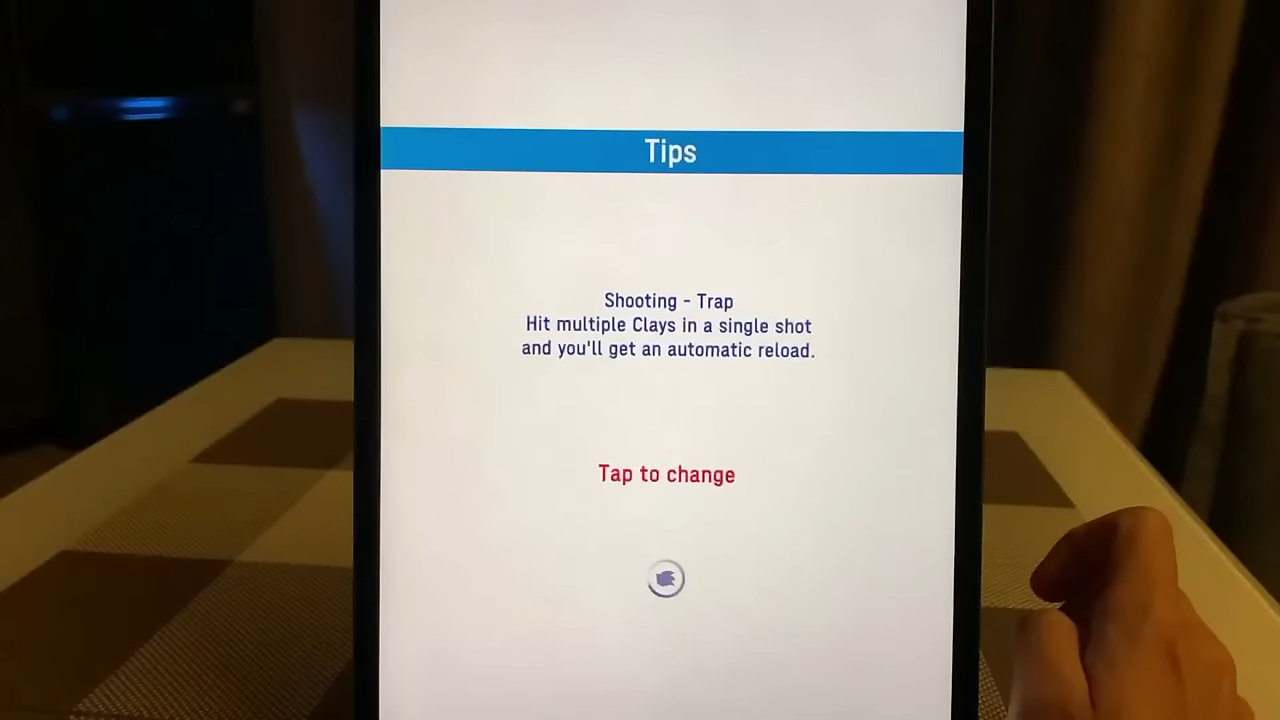 Tips
Shooting - Trap
Hit multiple Clays in a single shot
and you'll get an automatic reload.
Tap to change